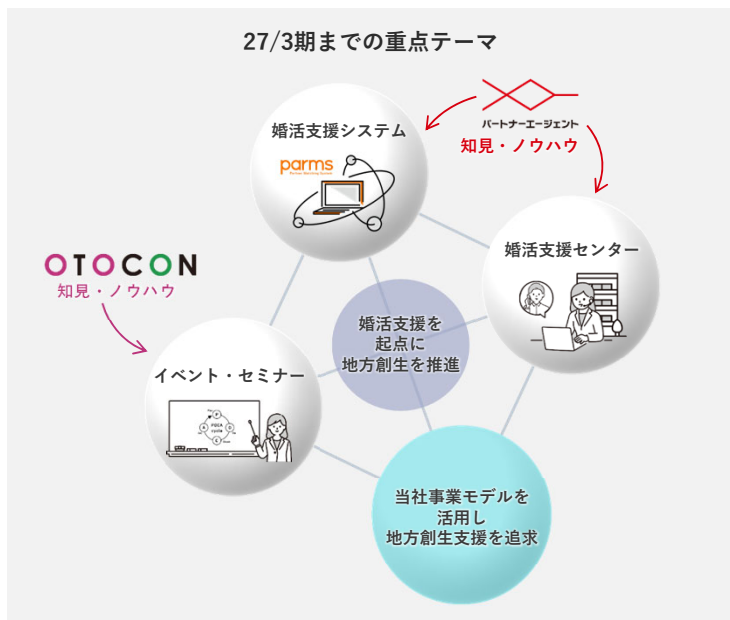 27/3期までの重点テーマ
婚活支援システム
parms
パートナーエージェント
知見・ノウハウ
婚活支援センター
OTOCON
知見・ノウハウ
婚活支援を
起点に
地方創生を推進
イベント・セミナー
P
D
C
A
PDCA
cycle
当社事業モデルを
活用し
地方創生支援を追求